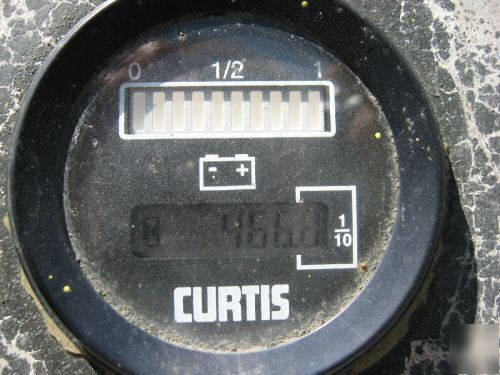 0 1/2 1
- +
1/10
CURTIS